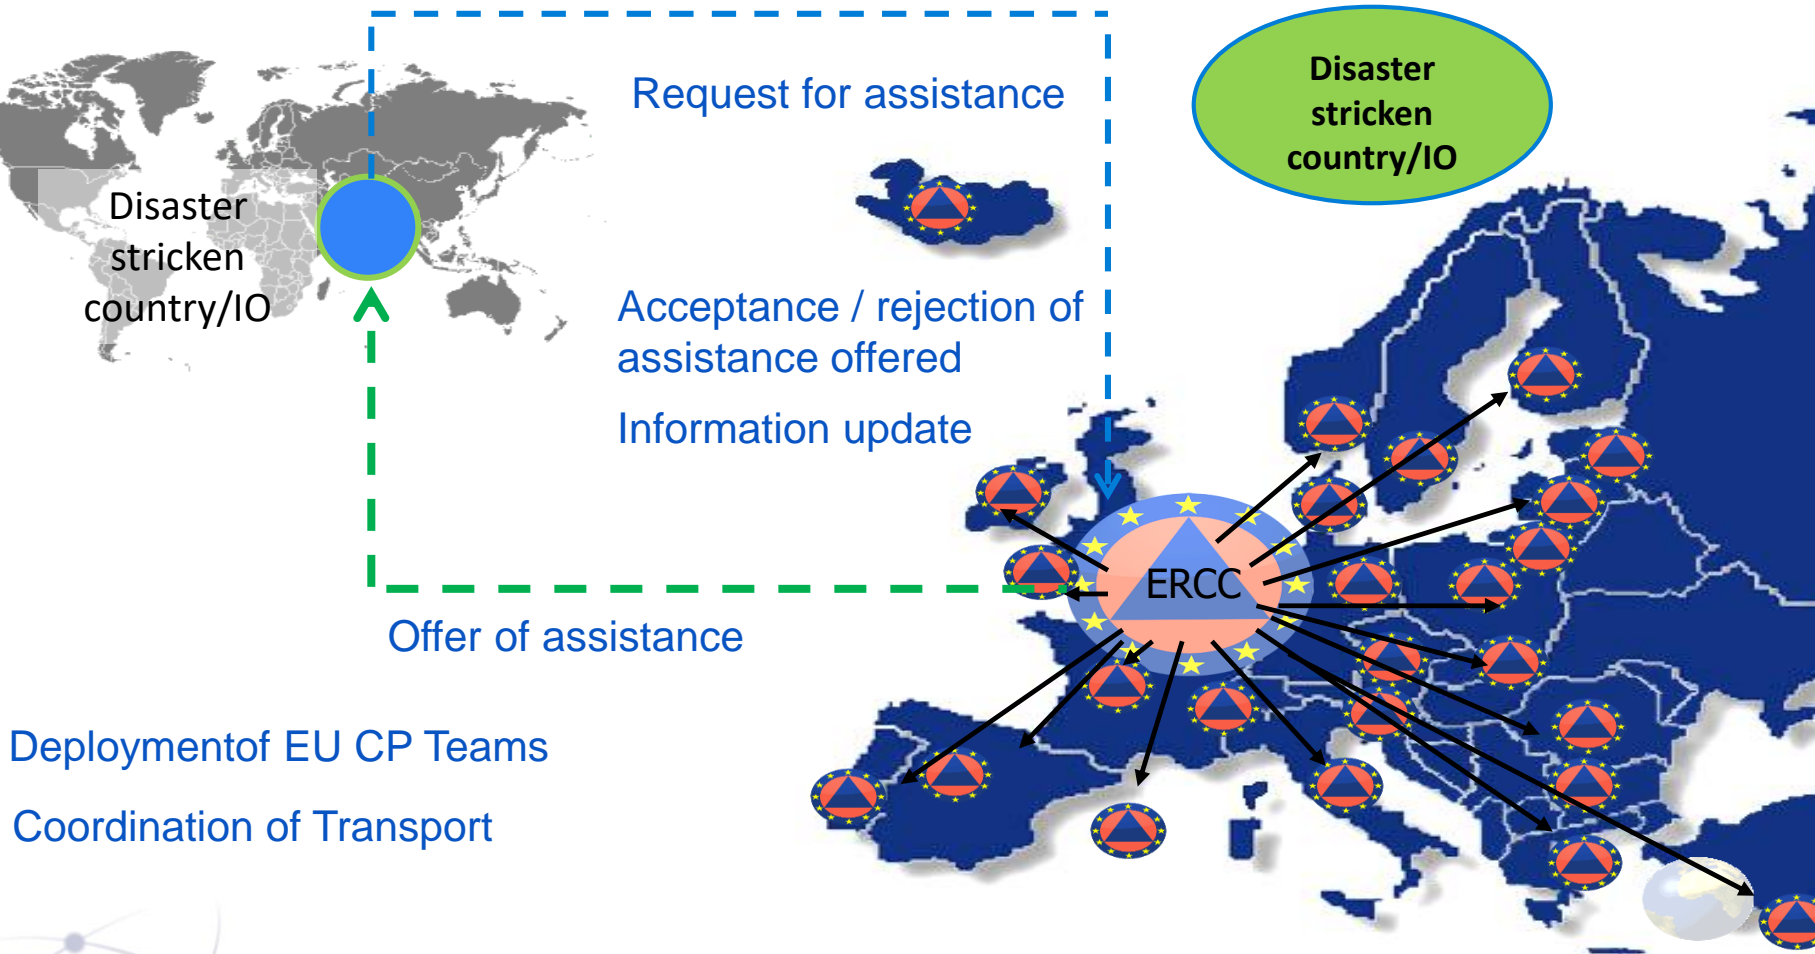 Request for assistance
Disaster
stricken
country/IO
Disaster
stricken
country/IO
Acceptance / rejection of
assistance offered
Information update
ERCC
Offer of assistance
Deploymentof EU CP Teams
Coordination of Transport